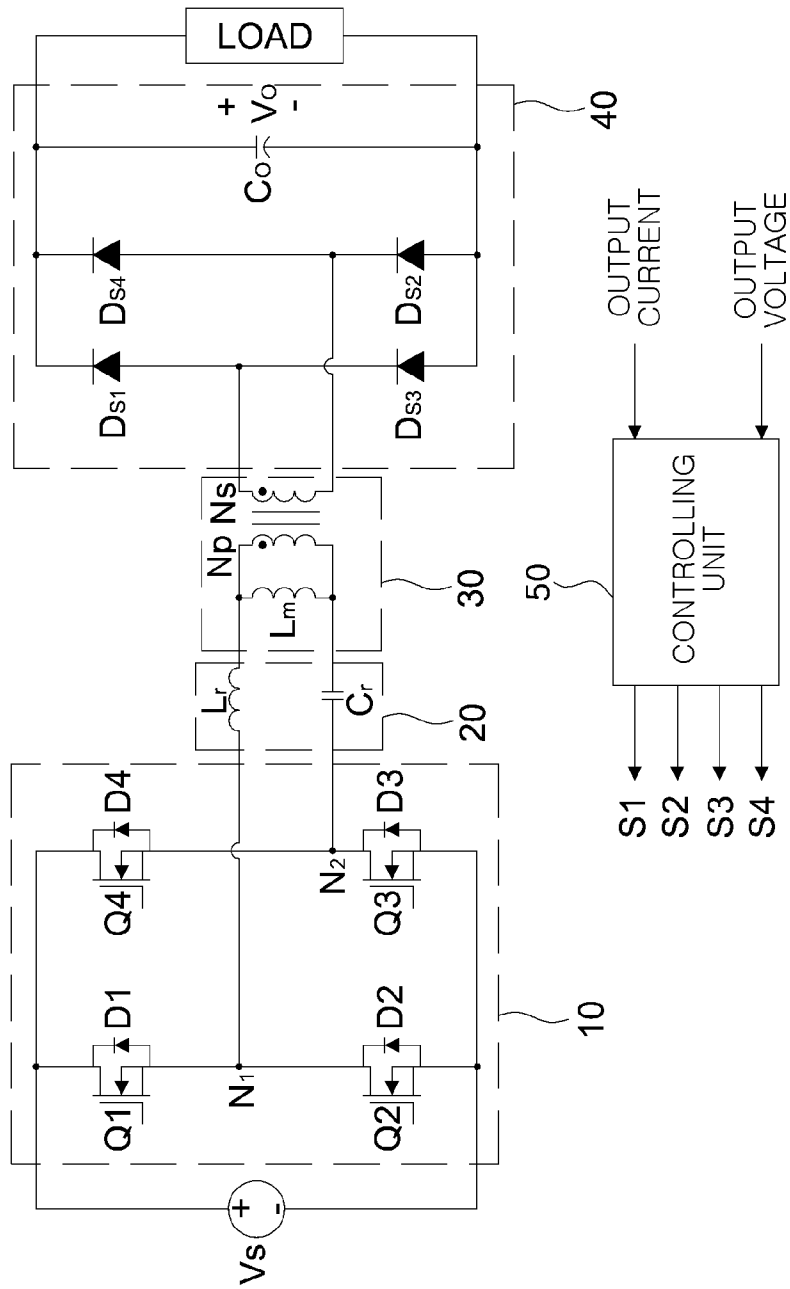 Vs
+
-
Q1
D1
Q4
D4
N1
N2
Q2
D2
Q3
D3
10
Lr
Cr
20
Np
Ns
Lm
30
DS1
DS4
DS3
DS2
CO
+
VO
-
40
LOAD
50
CONTROLLING
UNIT
S1
S2
S3
S4
OUTPUT
CURRENT
OUTPUT
VOLTAGE